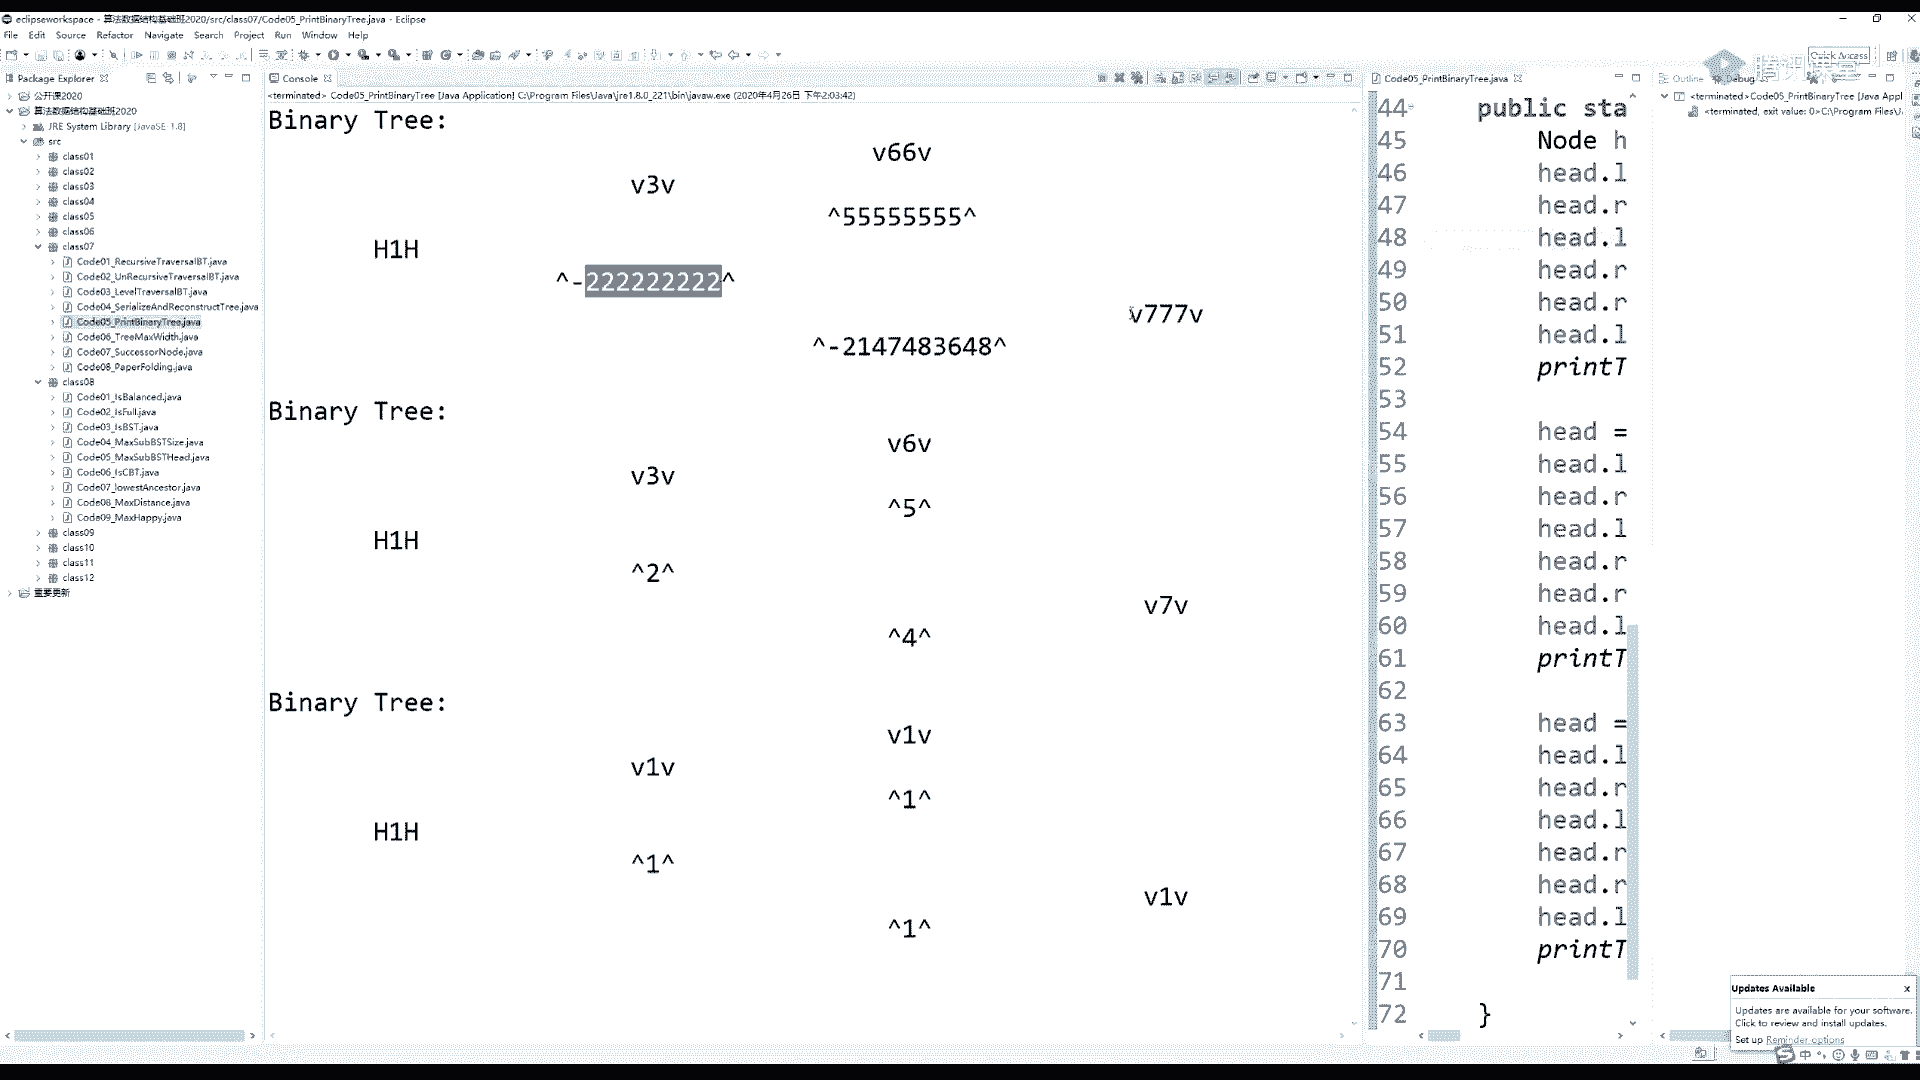 eclipseworkspace - 算法数据结构基础班2020/src/class07/Code05_PrintBinaryTree.java - Eclipse
File Edit Source Refactor Navigate Search Project Run Window Help
Quick Access
腾讯课堂
Package Explorer
公开课2020
算法数据结构基础班2020
JRE System Library [JavaSE-1.8]
src
class01
class02
class03
class04
class05
class06
class07
Code01_RecursiveTraversalBT.java
Code02_UnRecursiveTraversalBT.java
Code03_LevelTraversalBT.java
Code04_SerializeAndReconstructTree.java
Code05_PrintBinaryTree.java
Code06_TreeMaxWidth.java
Code07_SuccessorNode.java
Code08_PaperFolding.java
class08
Code01_IsBalanced.java
Code02_IsFull.java
Code03_IsBST.java
Code04_MaxSubBSTSize.java
Code05_MaxSubBSTHead.java
Code06_IsCBT.java
Code07_lowestAncestor.java
Code08_MaxDistance.java
Code09_MaxHappy.java
class09
class10
class11
class12
重要更新
Console
<terminated> Code05_PrintBinaryTree [Java Application] C:\Program Files\Java\jre1.8.0_221\bin\javaw.exe (2020年4月26日 下午2:03:42)
Binary Tree:
v66v
v3v
^55555555^
H1H
^-222222222^
v777v
^-2147483648^
Binary Tree:
v6v
v3v
^5^
H1H
^2^
v7v
^4^
Binary Tree:
v1v
v1v
^1^
H1H
^1^
v1v
^1^
Code05_PrintBinaryTree.java
44 public sta
45 Node h
46 head.l
47 head.r
48 head.l
49 head.r
50 head.r
51 head.l
52 printT
53
54 head =
55 head.l
56 head.r
57 head.l
58 head.r
59 head.r
60 head.l
61 printT
62
63 head =
64 head.l
65 head.r
66 head.l
67 head.r
68 head.r
69 head.l
70 printT
71
72 }
Outline Debug
<terminated>Code05_PrintBinaryTree [Java Appl
<terminated, exit value: 0>C:\Program Files\J
Updates Available
Updates are available for your software.
Click to review and install updates.
Set up Reminder options
中